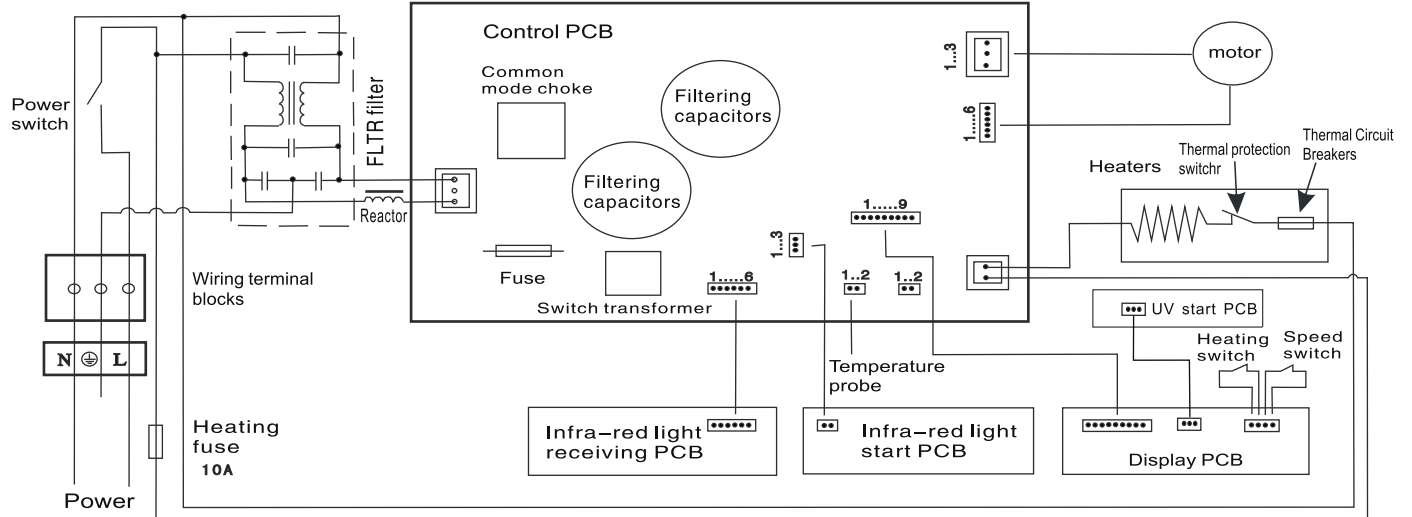 Control PCB
Common
mode choke
Filtering
capacitors
Filtering
capacitors
Fuse
Switch transformer
1.....6
1...3
1..2
1..2
1.....9
1...3
1....6
motor
Power
switch
FLTR filter
Reactor
Wiring terminal
blocks
N L
Heating
fuse
10A
Power
Heaters
Thermal protection
switchr
Thermal Circuit
Breakers
UV start PCB
Heating
switch
Speed
switch
Temperature
probe
Infra-red light
receiving PCB
Infra-red light
start PCB
Display PCB